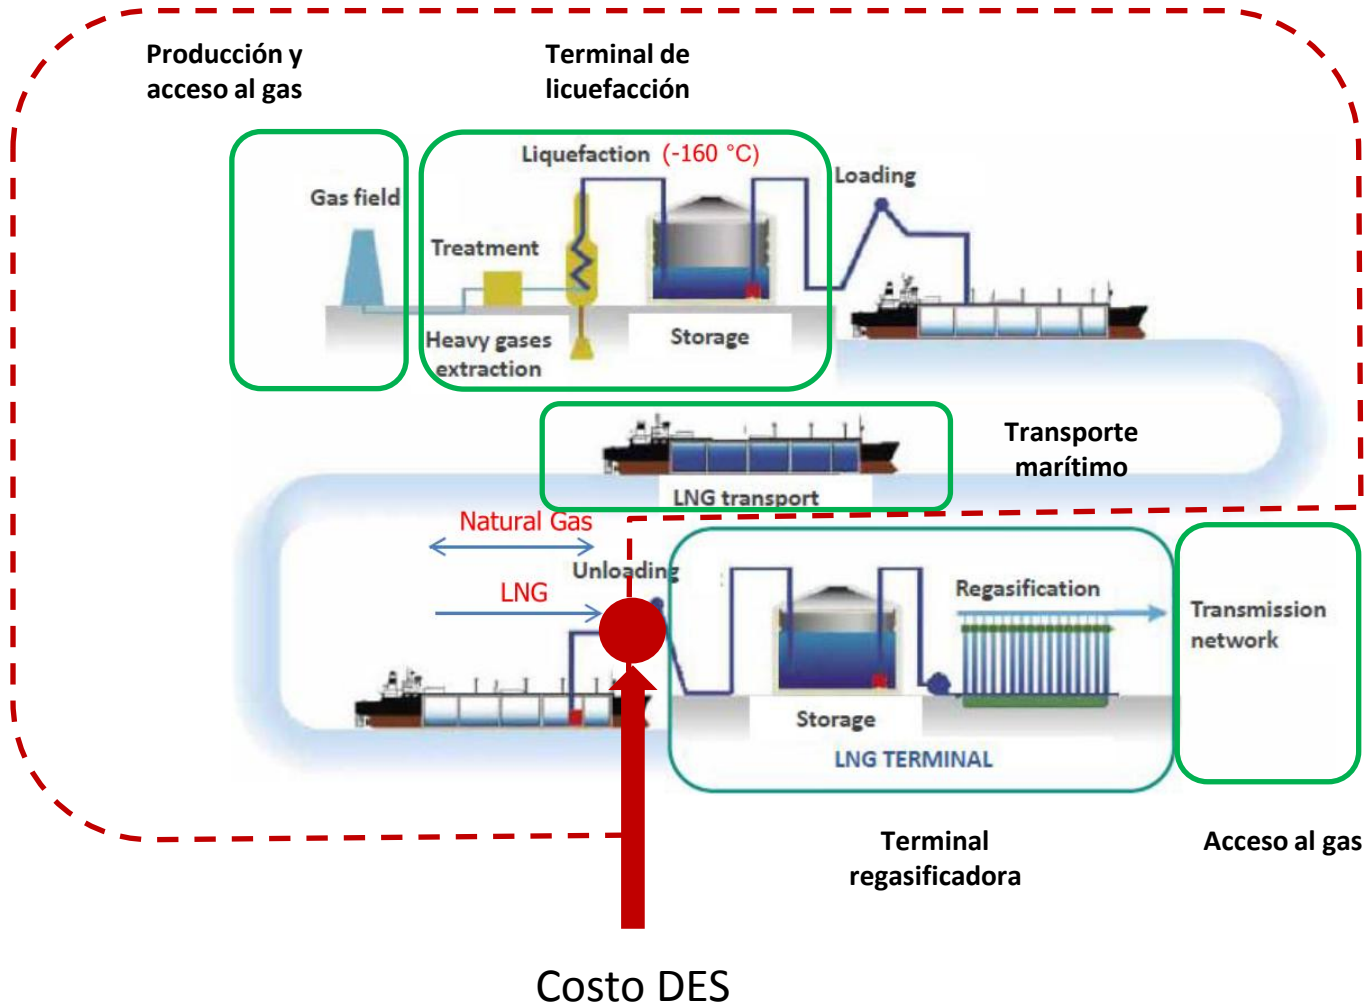 Producción y
acceso al gas
Terminal de
licuefacción
Liquefaction (-160 °C)
Loading
Gas field
Treatment
Heavy gases
extraction
Storage
Transporte
marítimo
LNG transport
Natural Gas
Unloading
LNG
Regasification
Transmission
network
Storage
LNG TERMINAL
Terminal
regasificadora
Acceso al gas
Costo DES